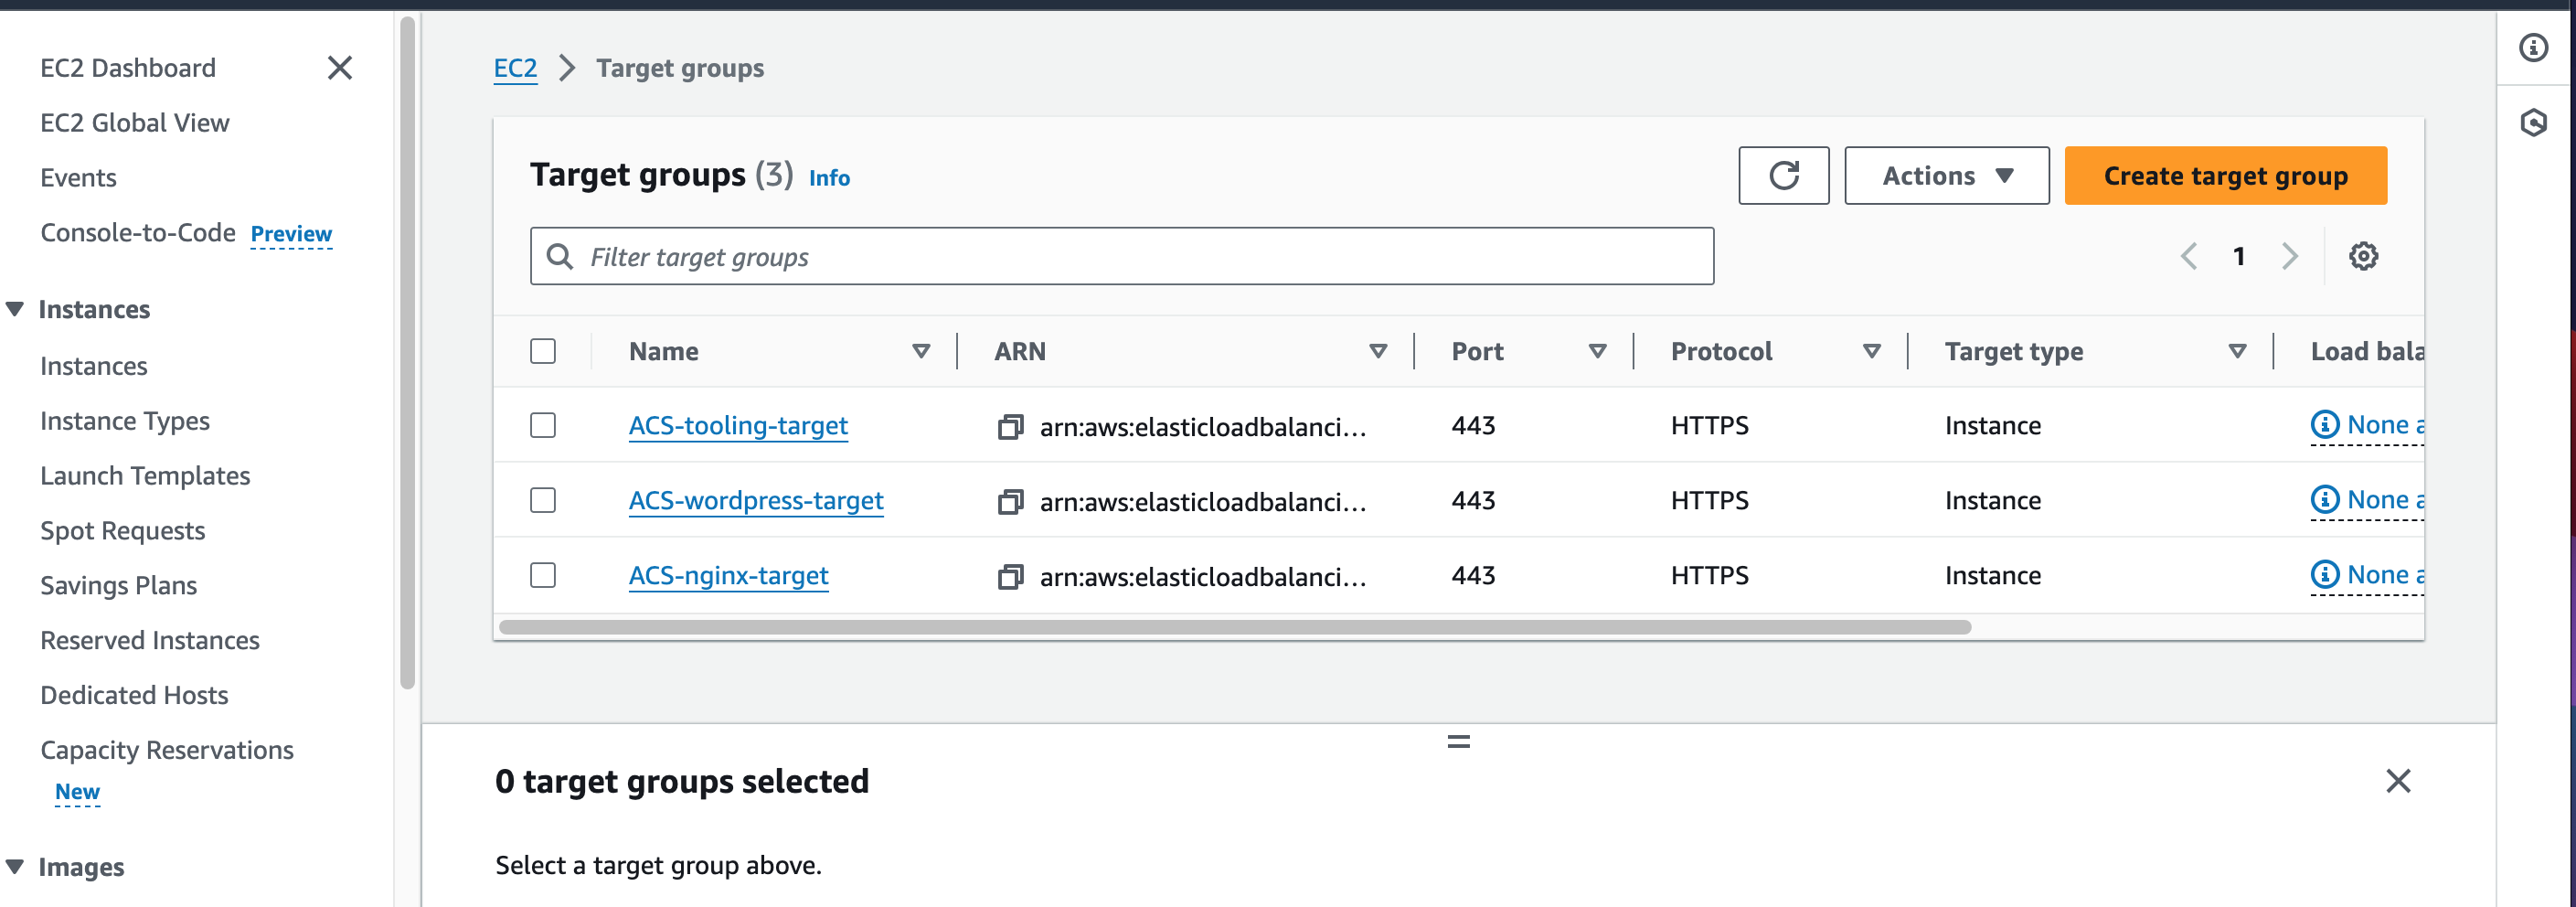 EC2 Dashboard
EC2 Global View
Events
Console-to-Code Preview
Instances
Instances
Instance Types
Launch Templates
Spot Requests
Savings Plans
Reserved Instances
Dedicated Hosts
Capacity Reservations
New
Images
EC2 > Target groups
Target groups (3) Info
Actions
Create target group
Filter target groups
1
Name ARN Port Protocol Target type Load bala
ACS-tooling-target arn:aws:elasticloadbalanci... 443 HTTPS Instance None a
ACS-wordpress-target arn:aws:elasticloadbalanci... 443 HTTPS Instance None a
ACS-nginx-target arn:aws:elasticloadbalanci... 443 HTTPS Instance None a
0 target groups selected
Select a target group above.